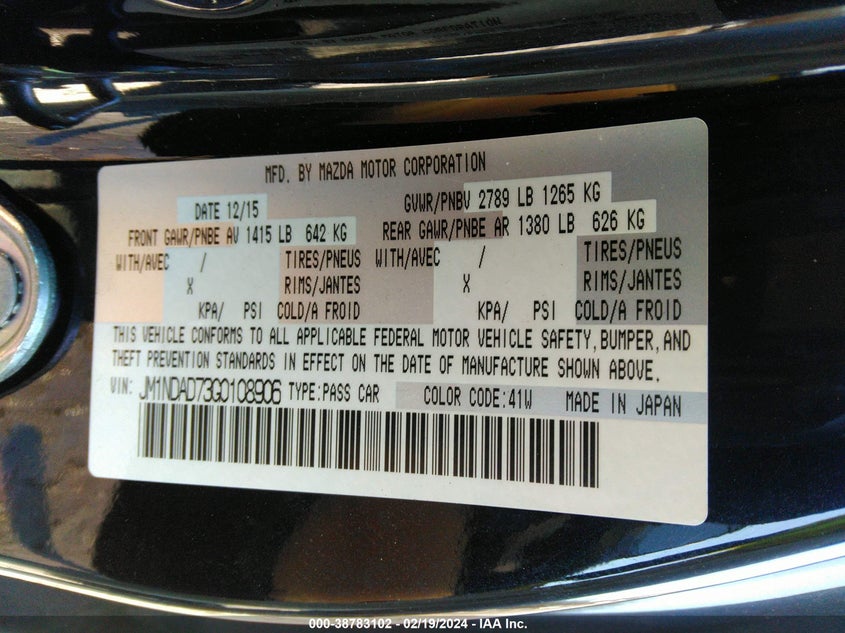 MFD. BY MAZDA MOTOR CORPORATION
DATE 12/15 GVWR/PNBV 2789 LB 1265 KG
FRONT GAWR/PNBE AV 1415 LB 642 KG REAR GAWR/PNBE AR 1380 LB 626 KG
WITH/AVEC / TIRES/PNEUS WITH/AVEC / TIRES/PNEUS
X RIMS/JANTES X RIMS/JANTES
KPA/ PSI COLD/A FROID KPA/ PSI COLD/A FROID
THIS VEHICLE CONFORMS TO ALL APPLICABLE FEDERAL MOTOR VEHICLE SAFETY, BUMPER, AND
THEFT PREVENTION STANDARDS IN EFFECT ON THE DATE OF MANUFACTURE SHOWN ABOVE.
VIN: JM1NDAD73G0108906 TYPE:PASS CAR COLOR CODE:41W MADE IN JAPAN
000-38783102 - 02/19/2024 - IAA Inc.